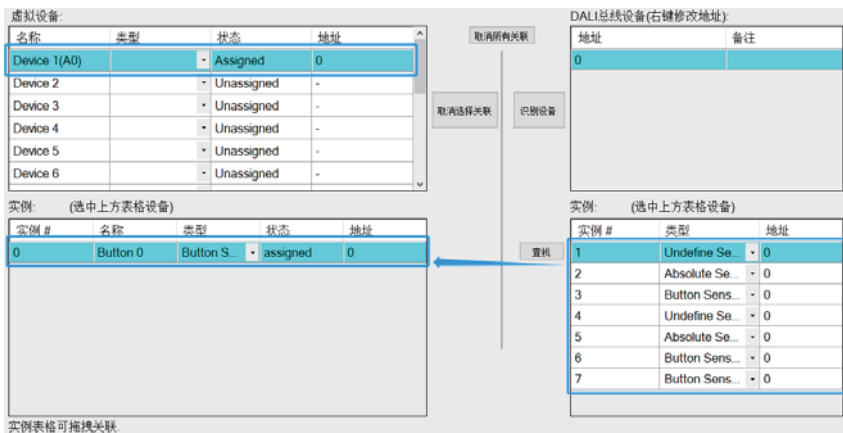 虚拟设备:
DALI总线设备(右键修改地址):
名称 类型 状态 地址
取消所有关联
地址 备注
Device 1(A0) Assigned 0
0
Device 2 Unassigned -
Device 3 Unassigned -
取消选择关联
识别设备
Device 4 Unassigned -
Device 5 Unassigned -
Device 6 Unassigned -
实例: (选中上方表格设备)
实例: (选中上方表格设备)
实例 # 名称 类型 状态 地址
实例 # 类型 地址
0 Button 0 Button S... assigned 0
查找
1 Undefine Se... 0
2 Absolute Se... 0
3 Button Sens... 0
4 Undefine Se... 0
5 Absolute Se... 0
6 Button Sens... 0
7 Button Sens... 0
实例表格可拖拽关联